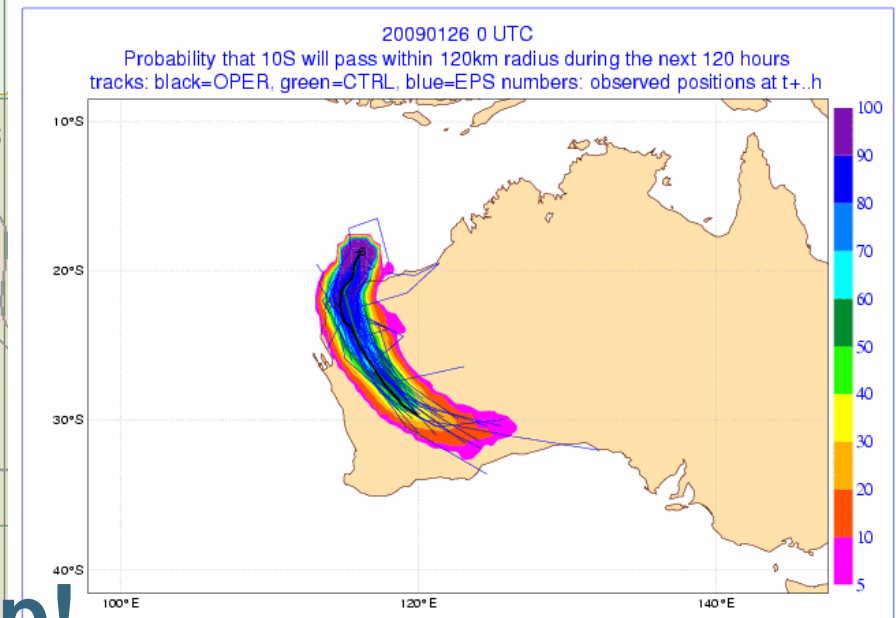 20090126 0 UTC
Probability that 10S will pass within 120km radius during the next 120 hours
tracks: black=OPER, green=CTRL, blue=EPS numbers: observed positions at t+..h
10°S
20°S
30°S
40°S
100°E
120°E
140°E
100
90
80
70
60
50
40
30
20
10
5